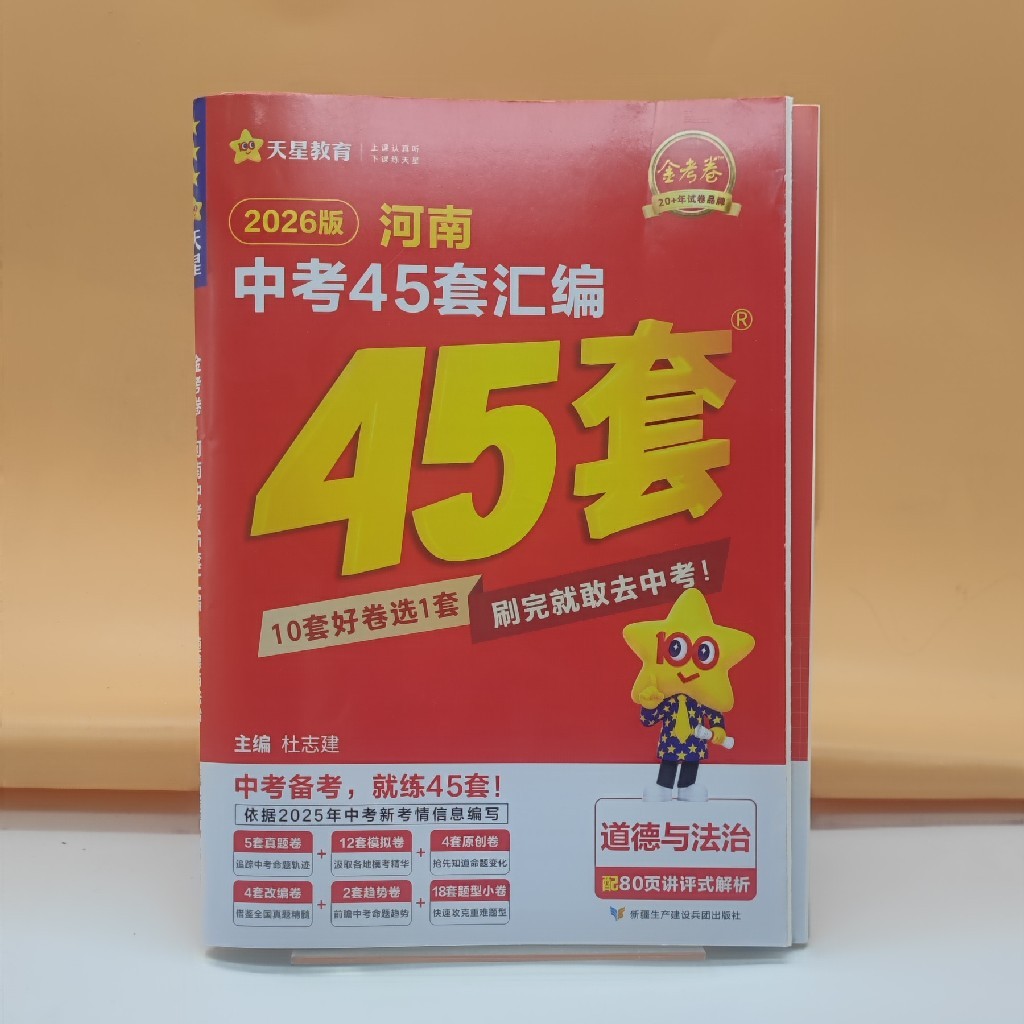 天星教育
上课认真听
下课练天星
金考卷
20+年试卷品牌
2026版 河南
中考45套汇编
45套®
10套好卷选1套
刷完就敢去中考！
100
主编 杜志建
中考备考，就练45套！
依据2025年中考新考情信息编写
5套真题卷
追踪中考命题轨迹
+
12套模拟卷
汲取各地模考精华
+
4套原创卷
抢先知道命题变化
4套改编卷
借鉴全国真题精髓
+
2套趋势卷
前瞻中考命题趋势
+
18套题型小卷
快速攻克重难题型
道德与法治
配80页讲评式解析
新疆生产建设兵团出版社
天星
金考卷